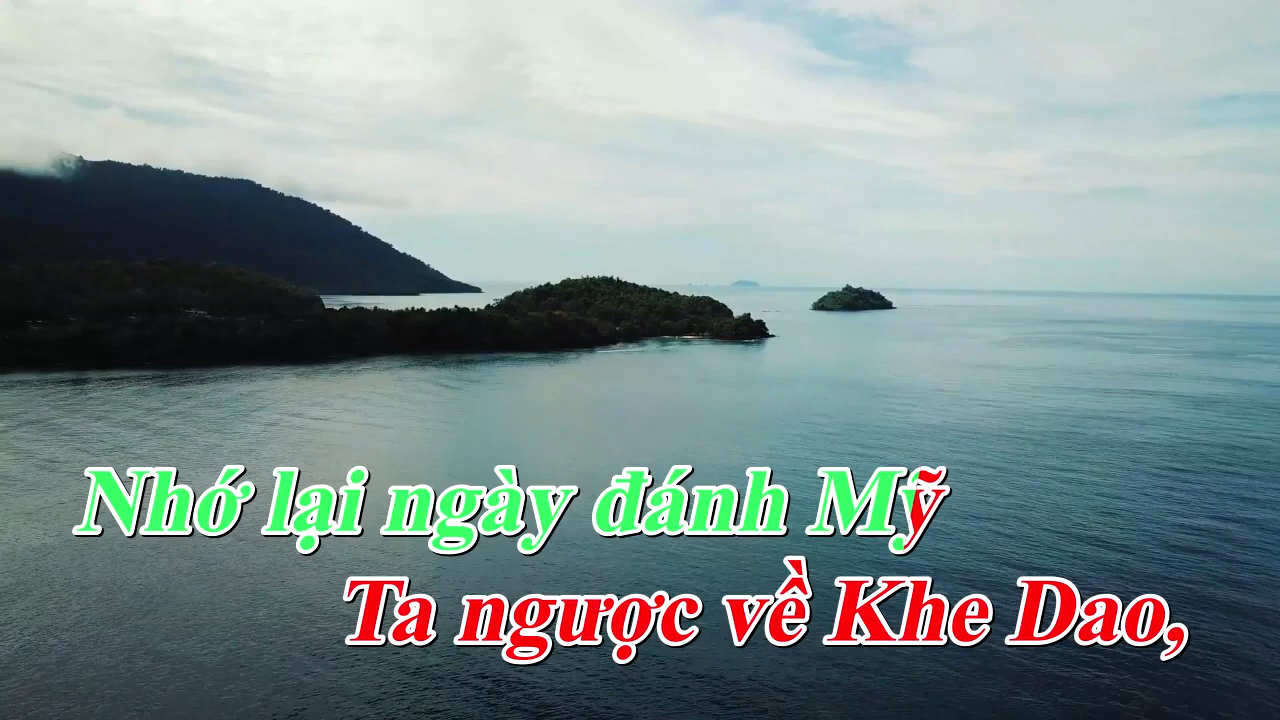 Nhớ lại ngày đánh Mỹ
Ta ngược về Khe Dao,